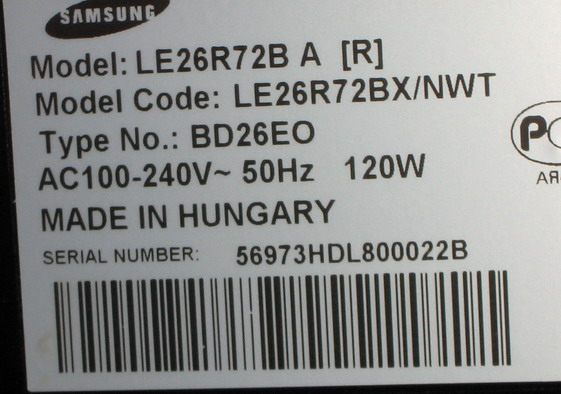 SAMSUNG
Model: LE26R72B A [R]
Model Code: LE26R72BX/NWT
Type No.: BD26EO
AC100-240V~ 50Hz 120W
MADE IN HUNGARY
SERIAL NUMBER: 56973HDL800022B